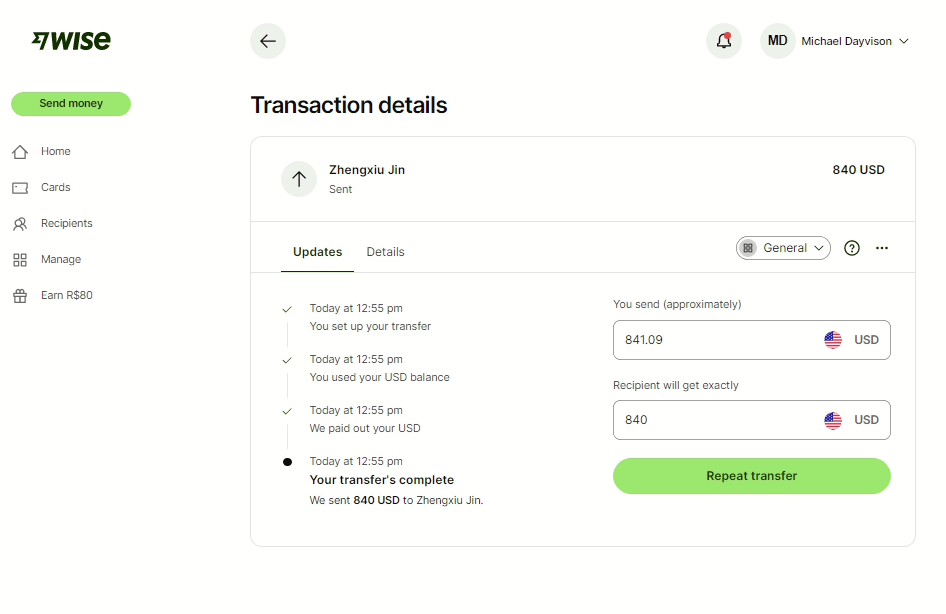 WISE
MD Michael Dayvison
Send money
Transaction details
Home
Cards
Recipients
Manage
Earn R$80
Zhengxiu Jin
Sent
840 USD
Updates Details
General
Today at 12:55 pm
You set up your transfer
Today at 12:55 pm
You used your USD balance
Today at 12:55 pm
We paid out your USD
Today at 12:55 pm
Your transfer's complete
We sent 840 USD to Zhengxiu Jin.
You send (approximately)
841.09 USD
Recipient will get exactly
840 USD
Repeat transfer